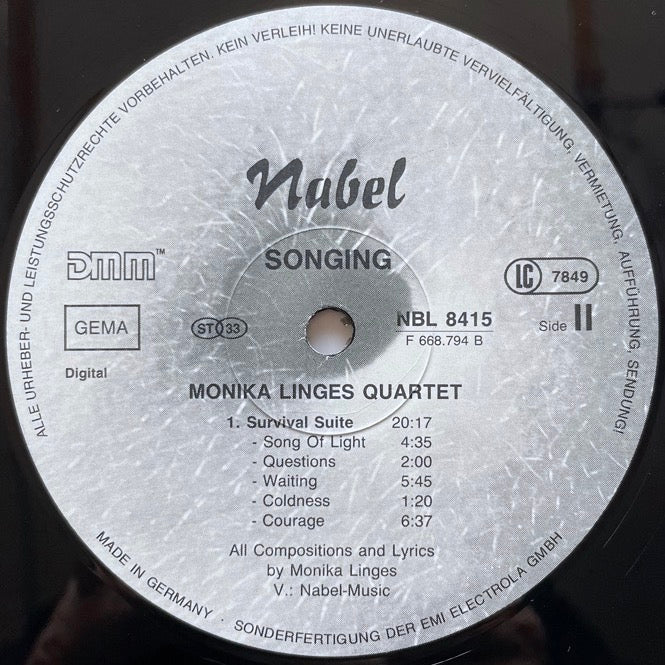 ALLE URHEBER- UND LEISTUNGSSCHUTZRECHTE VORBEHALTEN. KEIN VERLEIH! KEINE UNERLAUBTE VERVIELFÄLTIGUNG, VERMIETUNG, AUFFÜHRUNG, SENDUNG!
Nabel
SONGING
DMM™
LC 7849
GEMA
ST 33
NBL 8415
F 668.794 B
Side II
Digital
MONIKA LINGES QUARTET
1. Survival Suite 20:17
- Song Of Light 4:35
- Questions 2:00
- Waiting 5:45
- Coldness 1:20
- Courage 6:37
All Compositions and Lyrics
by Monika Linges
V.: Nabel-Music
MADE IN GERMANY · SONDERFERTIGUNG DER EMI ELECTROLA GMBH